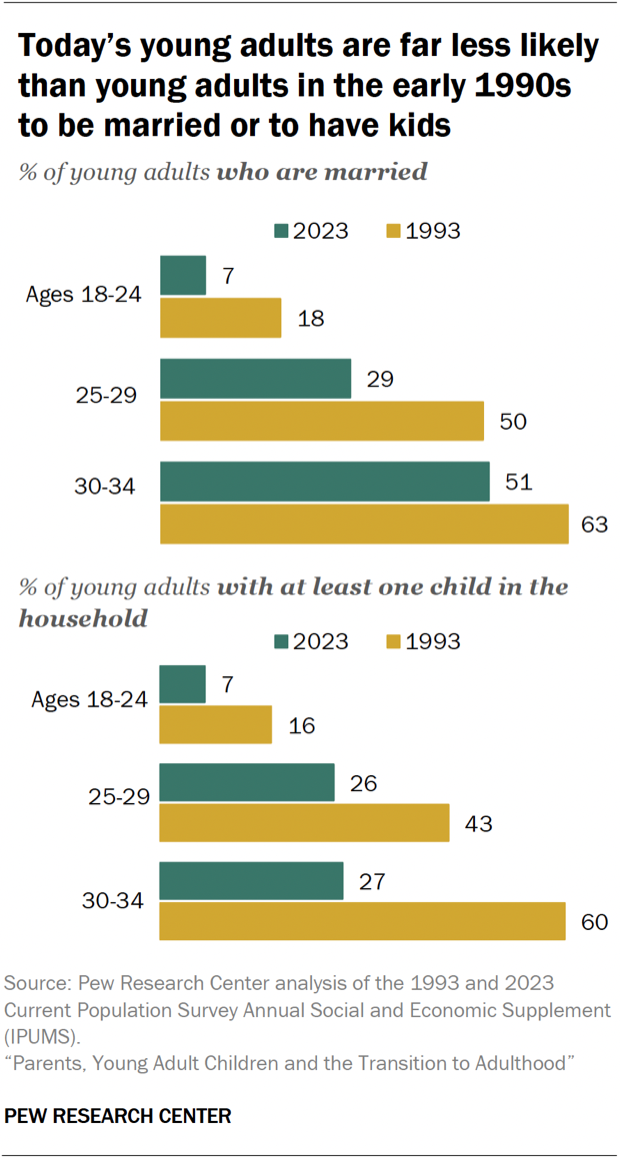 Today's young adults are far less likely
than young adults in the early 1990s
to be married or to have kids
% of young adults who are married
2023 1993
7
Ages 18-24
18
29
25-29
50
51
30-34
63
% of young adults with at least one child in the
household
2023 1993
7
Ages 18-24
16
26
25-29
43
27
30-34
60
Source: Pew Research Center analysis of the 1993 and 2023
Current Population Survey Annual Social and Economic Supplement
(IPUMS).
“Parents, Young Adult Children and the Transition to Adulthood”
PEW RESEARCH CENTER